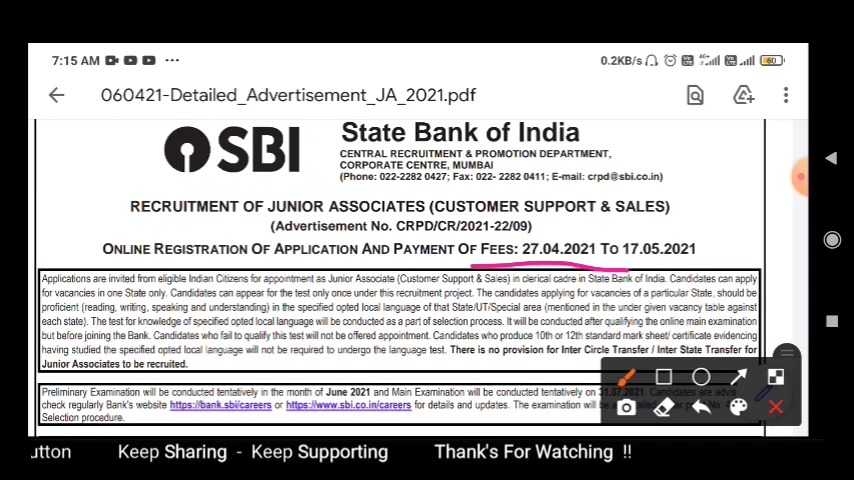 7:15 AM
0.2KB/s
60
060421-Detailed_Advertisement_JA_2021.pdf
SBI
State Bank of India
CENTRAL RECRUITMENT & PROMOTION DEPARTMENT,
CORPORATE CENTRE, MUMBAI
(Phone: 022-2282 0427; Fax: 022- 2282 0411; E-mail: crpd@sbi.co.in)
RECRUITMENT OF JUNIOR ASSOCIATES (CUSTOMER SUPPORT & SALES)
(Advertisement No. CRPD/CR/2021-22/09)
ONLINE REGISTRATION OF APPLICATION AND PAYMENT OF FEES: 27.04.2021 TO 17.05.2021
Applications are invited from eligible Indian Citizens for appointment as Junior Associate (Customer Support & Sales) in clerical cadre in State Bank of India. Candidates can apply
for vacancies in one State only. Candidates can appear for the test only once under this recruitment project. The candidates applying for vacancies of a particular State, should be
proficient (reading, writing, speaking and understanding) in the specified opted local language of that State/UT/Special area (mentioned in the under given vacancy table against
each state). The test for knowledge of specified opted local language will be conducted as a part of selection process. It will be conducted after qualifying the online main examination
but before joining the Bank. Candidates who fail to qualify this test will not be offered appointment. Candidates who produce 10th or 12th standard mark sheet/ certificate evidencing
having studied the specified opted local language will not be required to undergo the language test. There is no provision for Inter Circle Transfer / Inter State Transfer for
Junior Associates to be recruited.
Preliminary Examination will be conducted tentatively in the month of June 2021 and Main Examination will be conducted tentatively on 31.07.2021. Candidates are advis
check regularly Bank's website https://bank.sbi/careers or https://www.sbi.co.in/careers for details and updates. The examination will be
Selection procedure.
utton Keep Sharing - Keep Supporting Thank's For Watching !!